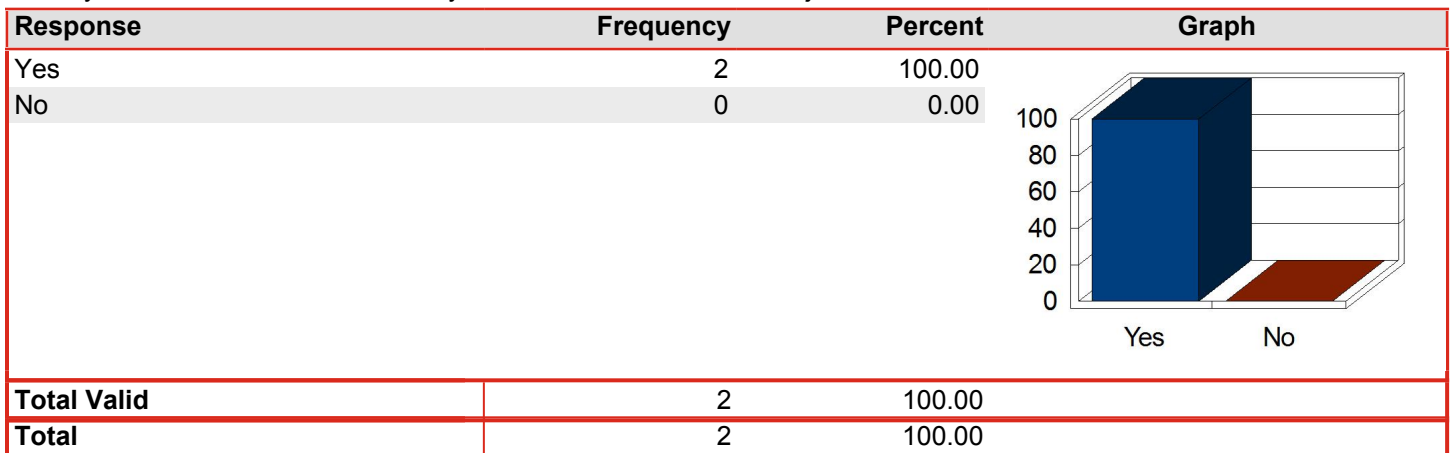 Response Frequency Percent Graph
Yes 2 100.00
No 0 0.00
100
80
60
40
20
0
Yes No
Total Valid 2 100.00
Total 2 100.00